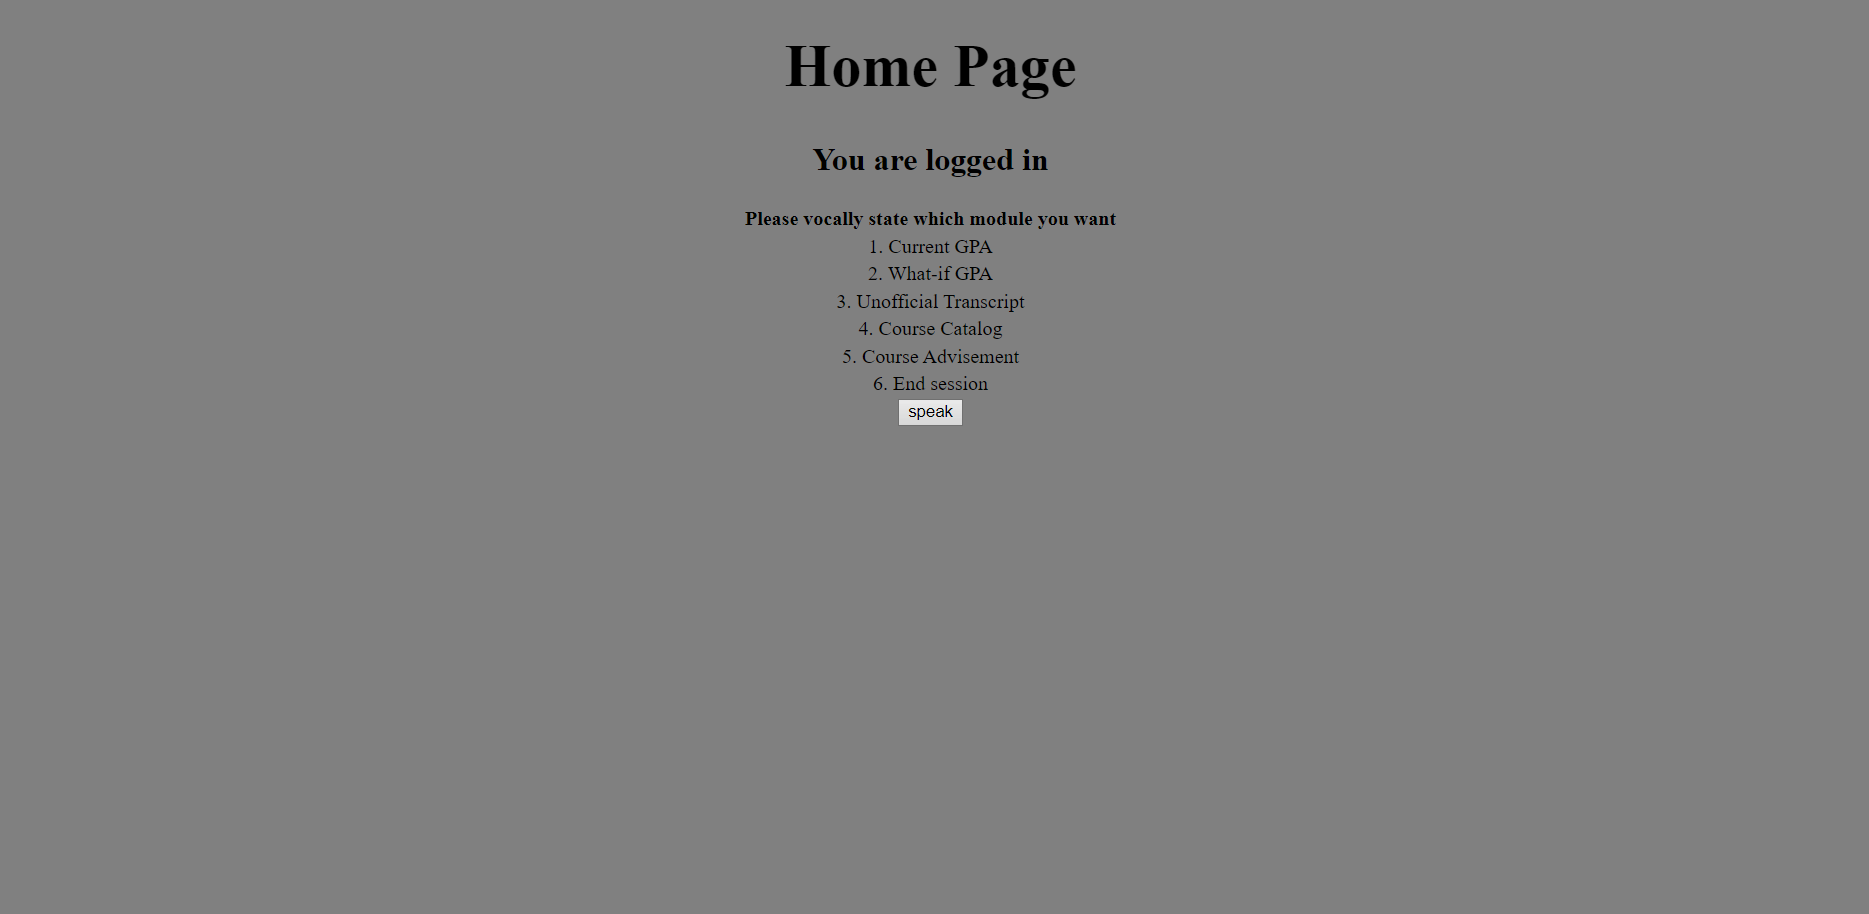 Home Page
You are logged in
Please vocally state which module you want
1. Current GPA
2. What-if GPA
3. Unofficial Transcript
4. Course Catalog
5. Course Advisement
6. End session
speak